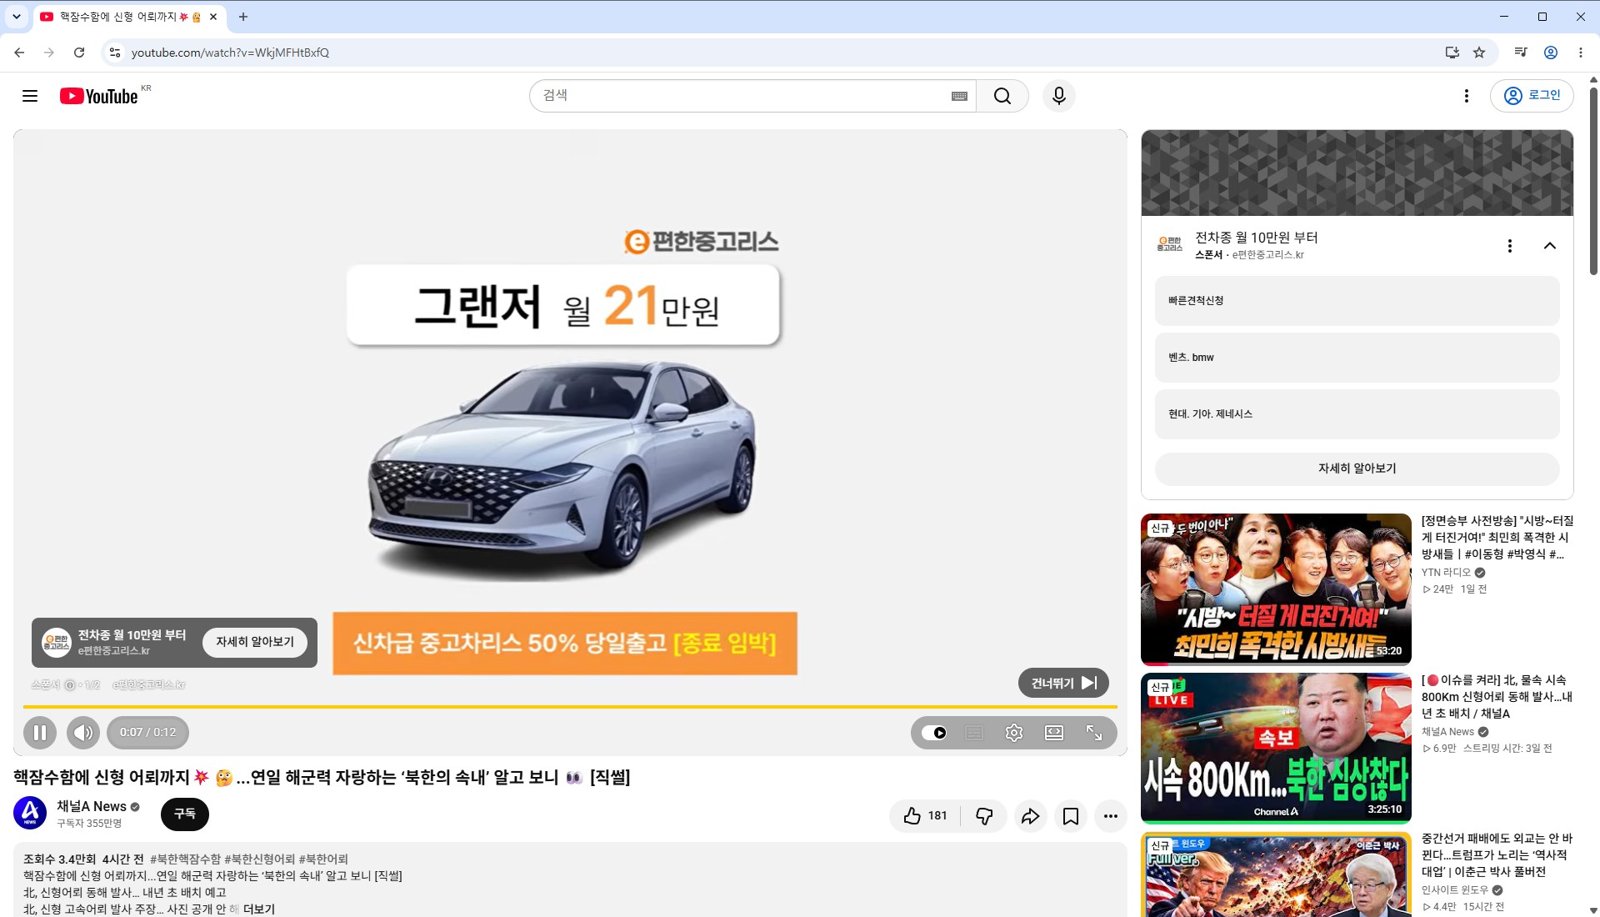 핵잠수함에 신형 어뢰까지💥🤔
youtube.com/watch?v=WkjMFHtBxfQ
YouTube KR
검색
로그인
e편한중고리스
그랜저 월 21만원
신차급 중고차리스 50% 당일출고 [종료 임박]
전차종 월 10만원 부터
e편한중고리스.kr
자세히 알아보기
스폰서 · 1/2 e편한중고리스.kr
건너뛰기
0:07 / 0:12
핵잠수함에 신형 어뢰까지💥 🤔...연일 해군력 자랑하는 ‘북한의 속내’ 알고 보니 👀 [직썰]
채널A News
구독자 355만명
구독
181
조회수 3.4만회 4시간 전 #북한핵잠수함 #북한신형어뢰 #북한어뢰
핵잠수함에 신형 어뢰까지...연일 해군력 자랑하는 ‘북한의 속내’ 알고 보니 [직썰]
北, 신형어뢰 동해 발사... 내년 초 배치 예고
北, 신형 고속어뢰 발사 주장... 사진 공개 안 해 더보기
e편한중고리스
전차종 월 10만원 부터
스폰서 · e편한중고리스.kr
빠른견적신청
벤츠. bmw
현대. 기아. 제네시스
자세히 알아보기
신규
두 번이 아냐"
"시방~ 터질 게 터진거여!"
최민희 폭격한 시방새들
53:20
[정면승부 사전방송] "시방~터질
게 터진거여!" 최민희 폭격한 시
방새들ㅣ#이동형 #박영식 #...
YTN 라디오
24만 1일 전
신규
LIVE
속보
시속 800Km...북한 심상찮다
Channel A
3:25:10
[🔴이슈를 켜라] 北, 물속 시속
800Km 신형어뢰 동해 발사…내
년 초 배치 / 채널A
채널A News
6.9만 스트리밍 시간: 3일 전
신규
윈도우
Full ver.
이춘근 박사
중간선거 패배에도 외교는 안 바
뀐다...트럼프가 노리는 ‘역사적
대업’ | 이춘근 박사 풀버전
인사이트 윈도우
4.4만 15시간 전